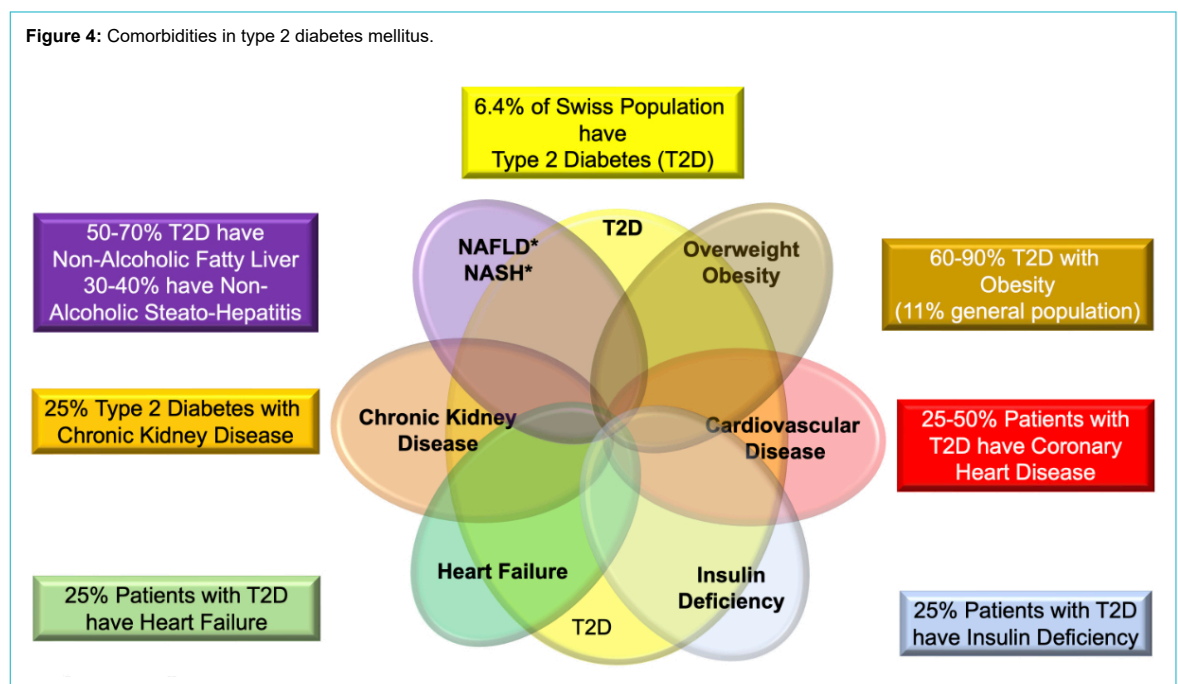 Figure 4: Comorbidities in type 2 diabetes mellitus.
6.4% of Swiss Population
have
Type 2 Diabetes (T2D)
50-70% T2D have
Non-Alcoholic Fatty Liver
30-40% have Non-
Alcoholic Steato-Hepatitis
NAFLD*
NASH*
T2D
Overweight
Obesity
60-90% T2D with
Obesity
(11% general population)
25% Type 2 Diabetes with
Chronic Kidney Disease
Chronic Kidney
Disease
Cardiovascular
Disease
25-50% Patients with
T2D have Coronary
Heart Disease
25% Patients with T2D
have Heart Failure
Heart Failure
T2D
Insulin
Deficiency
25% Patients with T2D
have Insulin Deficiency